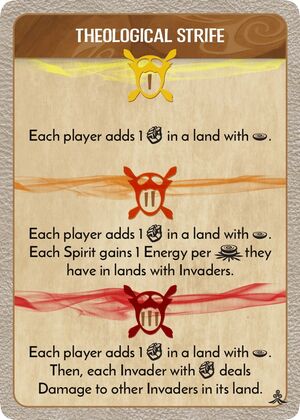 THEOLOGICAL STRIFE
I
Each player adds 1 in a land with .
II
Each player adds 1 in a land with .
Each Spirit gains 1 Energy per they
have in lands with Invaders.
III
Each player adds 1 in a land with .
Then, each Invader with deals
Damage to other Invaders in its land.